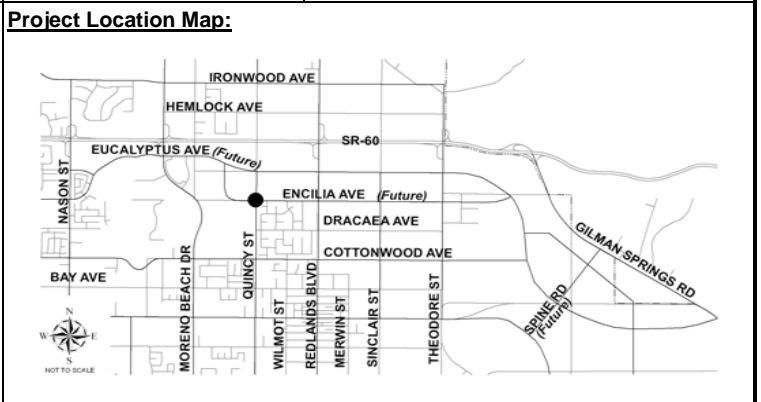 Project Location Map:
IRONWOOD AVE
HEMLOCK AVE
SR-60
EUCALYPTUS AVE (Future)
NASON ST
ENCILIA AVE (Future)
DRACAEA AVE
GILMAN SPRINGS RD
COTTONWOOD AVE
BAY AVE
MORENO BEACH DR
QUINCY ST
WILMOT ST
REDLANDS BLVD
MERWIN ST
SINCLAIR ST
THEODORE ST
SPINE RD
(Future)
N
W E
S
NOT TO SCALE